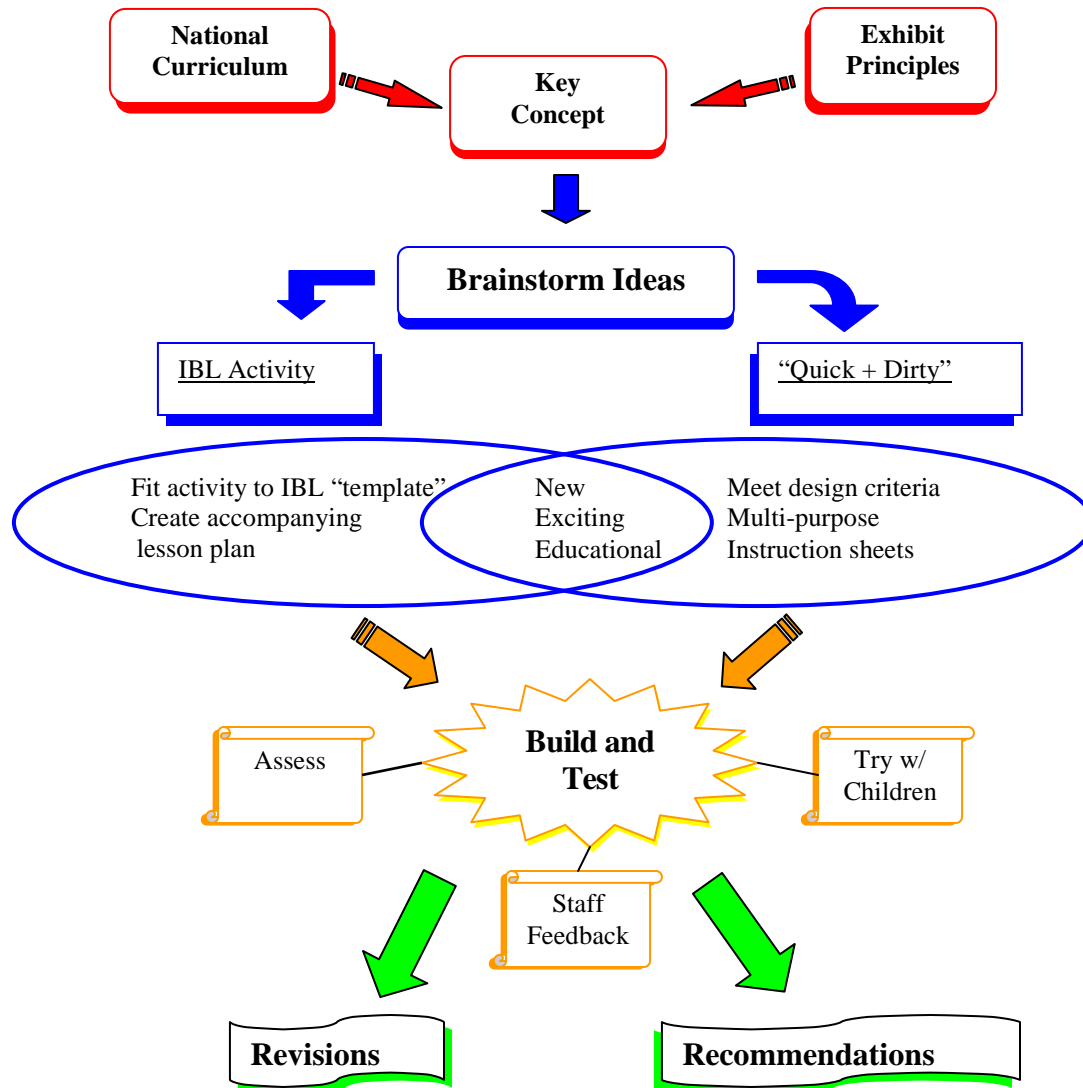 National
Curriculum
Exhibit
Principles
Key
Concept
Brainstorm Ideas
IBL Activity
“Quick + Dirty”
Fit activity to IBL “template”
Create accompanying
lesson plan
New
Exciting
Educational
Meet design criteria
Multi-purpose
Instruction sheets
Assess
Build and
Test
Try w/
Children
Staff
Feedback
Revisions
Recommendations